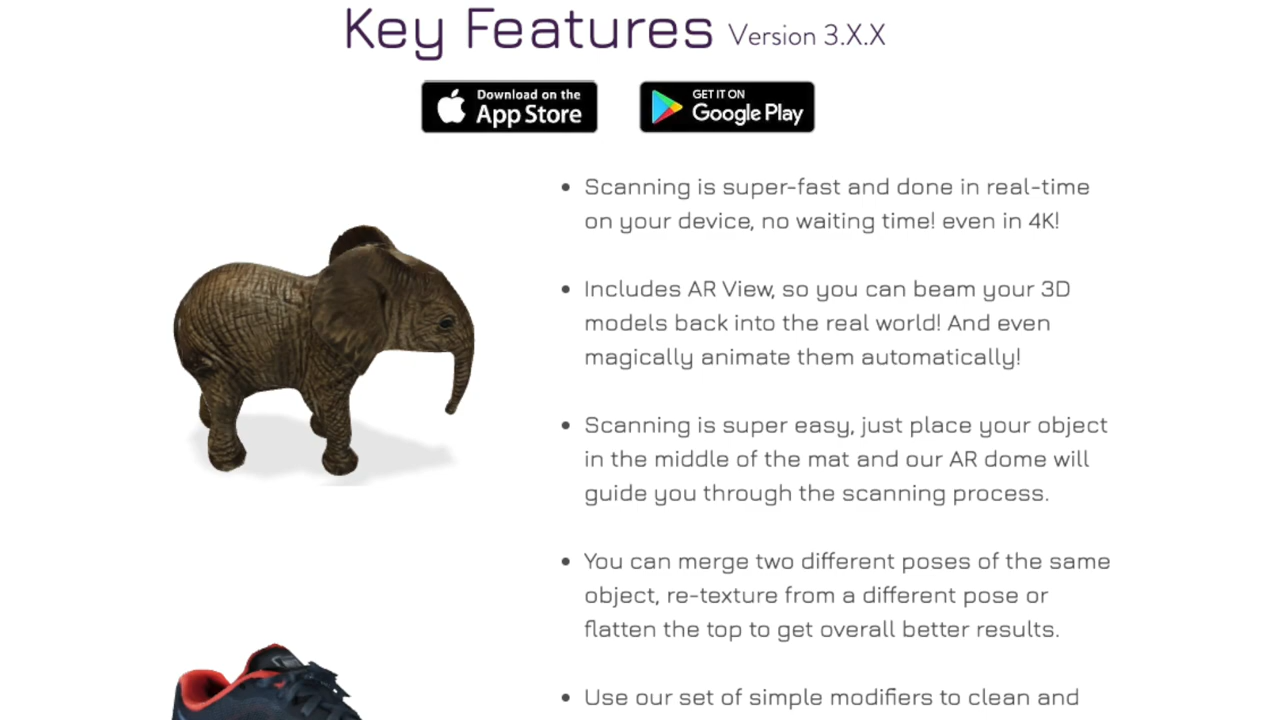 Key Features Version 3.X.X
Download on the App Store
GET IT ON Google Play
• Scanning is super-fast and done in real-time
on your device, no waiting time! even in 4K!
• Includes AR View, so you can beam your 3D
models back into the real world! And even
magically animate them automatically!
• Scanning is super easy, just place your object
in the middle of the mat and our AR dome will
guide you through the scanning process.
• You can merge two different poses of the same
object, re-texture from a different pose or
flatten the top to get overall better results.
• Use our set of simple modifiers to clean and